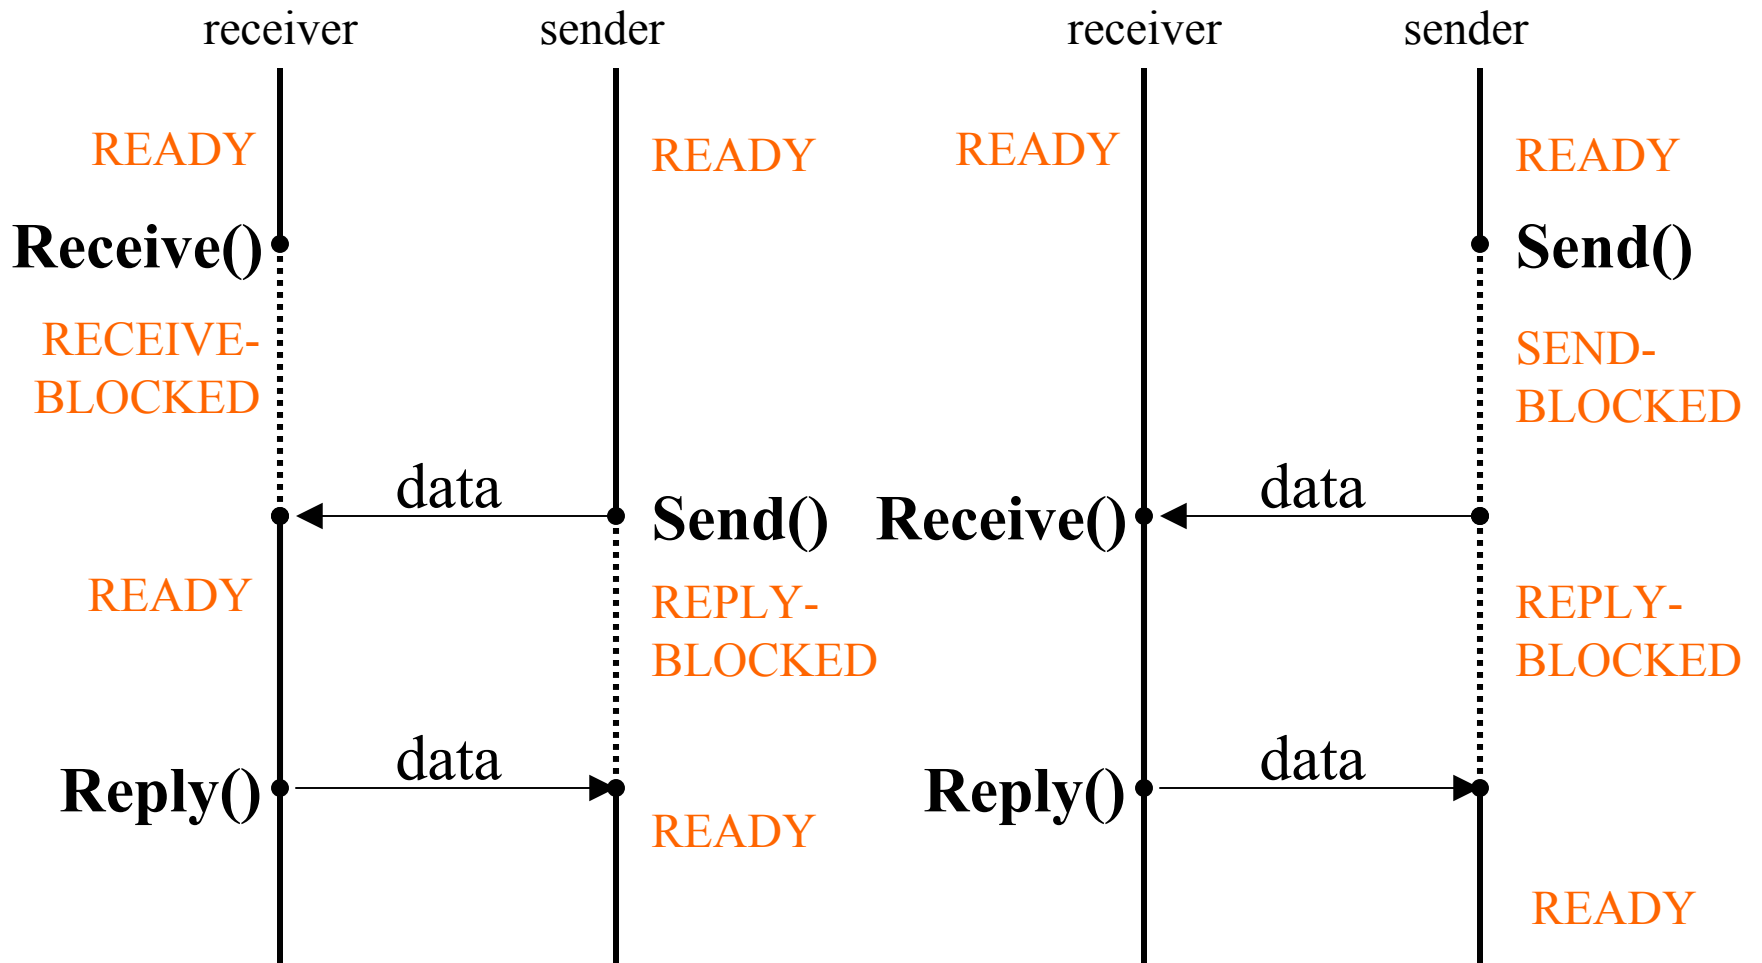 receiver sender receiver sender
READY READY READY READY
Receive() Send()
RECEIVE-
BLOCKED
SEND-
BLOCKED
data data
Send() Receive()
READY
REPLY-
BLOCKED
REPLY-
BLOCKED
data data
Reply() Reply()
READY
READY